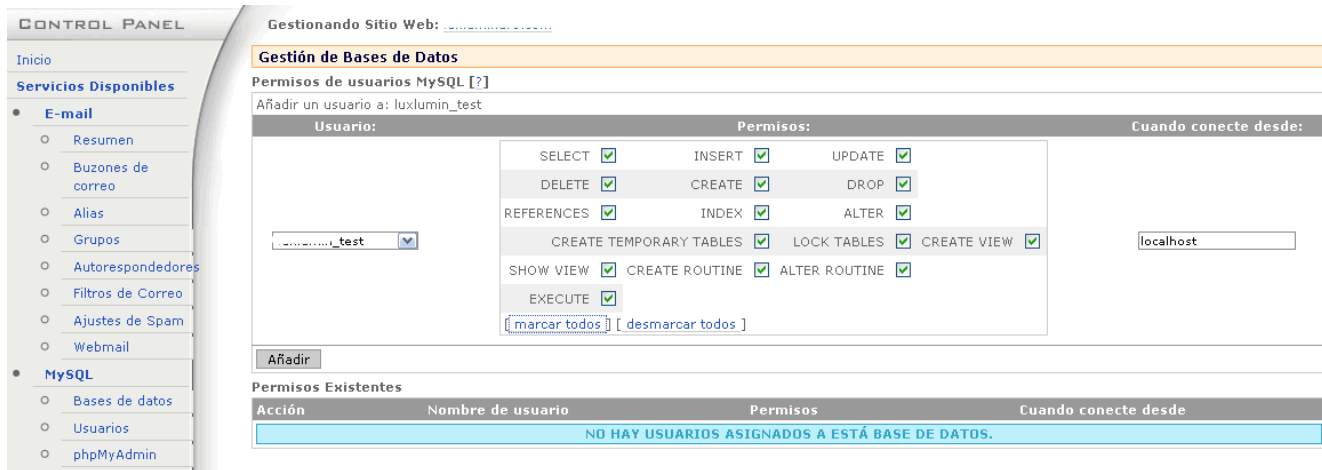 CONTROL PANEL
Inicio
Servicios Disponibles
E-mail
Resumen
Buzones de
correo
Alias
Grupos
Autorespondedores
Filtros de Correo
Ajustes de Spam
Webmail
MySQL
Bases de datos
Usuarios
phpMyAdmin
Gestionando Sitio Web:
Gestión de Bases de Datos
Permisos de usuarios MySQL [?]
Añadir un usuario a: luxlumin_test
Usuario: Permisos: Cuando conecte desde:
SELECT INSERT UPDATE
DELETE CREATE DROP
REFERENCES INDEX ALTER
_test CREATE TEMPORARY TABLES LOCK TABLES CREATE VIEW localhost
SHOW VIEW CREATE ROUTINE ALTER ROUTINE
EXECUTE
[ marcar todos ] [ desmarcar todos ]
Añadir
Permisos Existentes
Acción Nombre de usuario Permisos Cuando conecte desde
NO HAY USUARIOS ASIGNADOS A ESTÁ BASE DE DATOS.